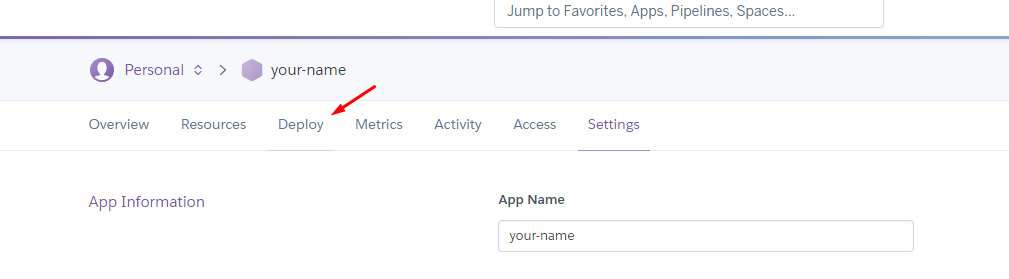 Jump to Favorites, Apps, Pipelines, Spaces...
Personal your-name
Overview Resources Deploy Metrics Activity Access Settings
App Information App Name
your-name